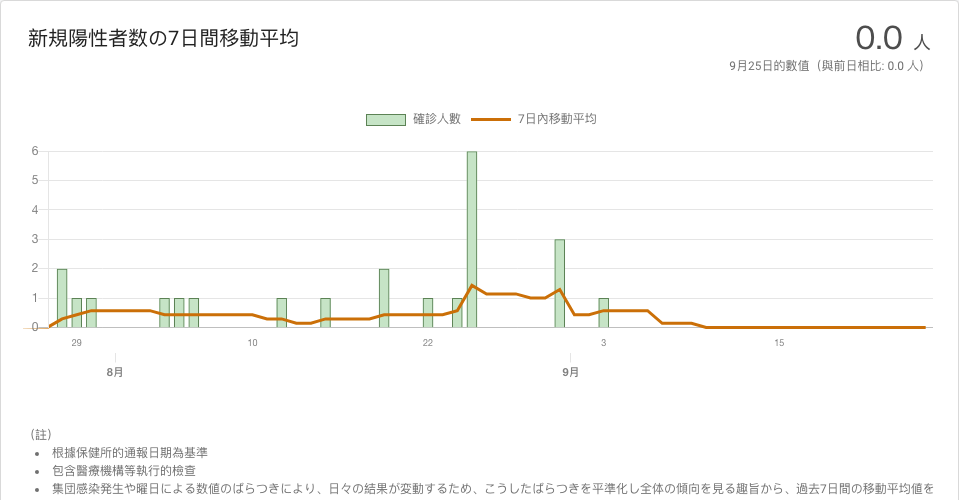 新規陽性者数の7日間移動平均
0.0 人
9月25日的數值（與前日相比: 0.0 人）
確診人數 7日內移動平均
6
5
4
3
2
1
0
29 10 22 3 15
8月 9月
（註）
• 根據保健所的通報日期為基準
• 包含醫療機構等執行的檢查
• 集団感染発生や曜日による数値のばらつきにより、日々の結果が変動するため、こうしたばらつきを平準化し全体の傾向を見る趣旨から、過去7日間の移動平均値を